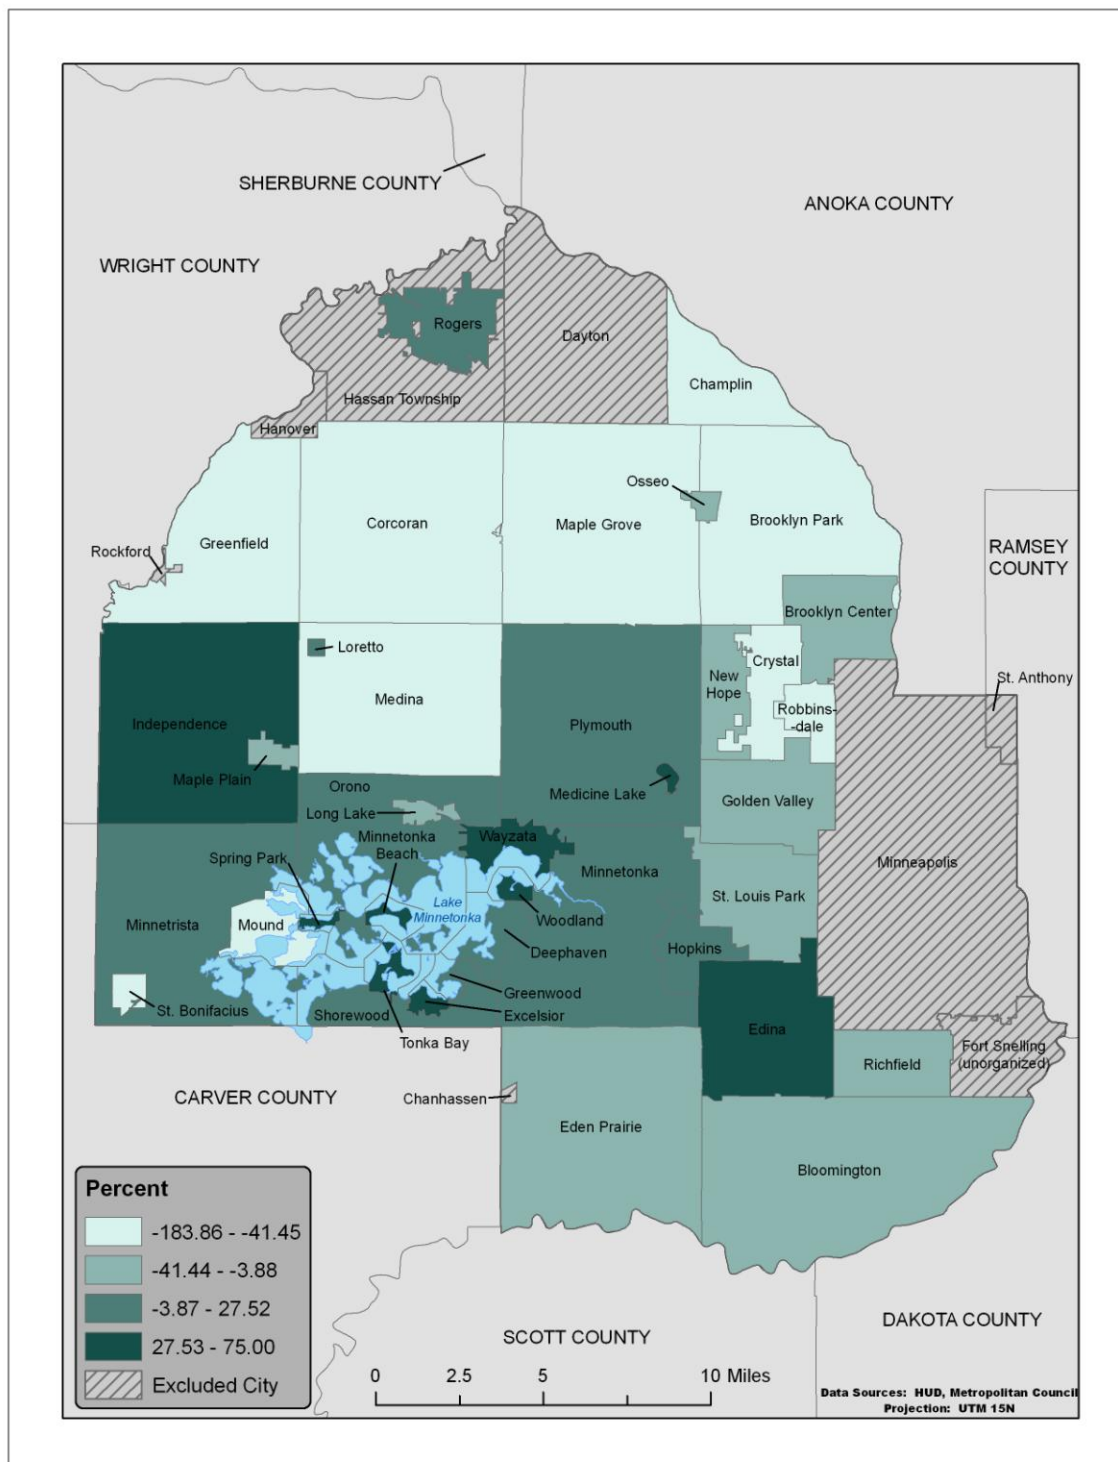 SHERBURNE COUNTY
ANOKA COUNTY
WRIGHT COUNTY
Rogers
Dayton
Champlin
Hassan Township
Hanover
Osseo
Brooklyn Park
Corcoran
Maple Grove
Greenfield
Rockford
RAMSEY
COUNTY
Brooklyn Center
Loretto
Crystal
St. Anthony
New
Hope
Medina
Robbins-
-dale
Independence
Plymouth
Maple Plain
Orono
Medicine Lake
Golden Valley
Long Lake
Minnetonka
Beach
Wayzata
Spring Park
Minneapolis
Minnetonka
St. Louis Park
Lake
Minnetonka
Woodland
Minnetrista
Mound
Deephaven
Hopkins
Greenwood
St. Bonifacius
Shorewood
Excelsior
Tonka Bay
Edina
Fort Snelling
(unorganized)
Richfield
CARVER COUNTY
Chanhassen
Eden Prairie
Bloomington
Percent
-183.86 - -41.45
-41.44 - -3.88
-3.87 - 27.52
27.53 - 75.00
Excluded City
SCOTT COUNTY
DAKOTA COUNTY
0 2.5 5 10 Miles
Data Sources: HUD, Metropolitan Council
Projection: UTM 15N